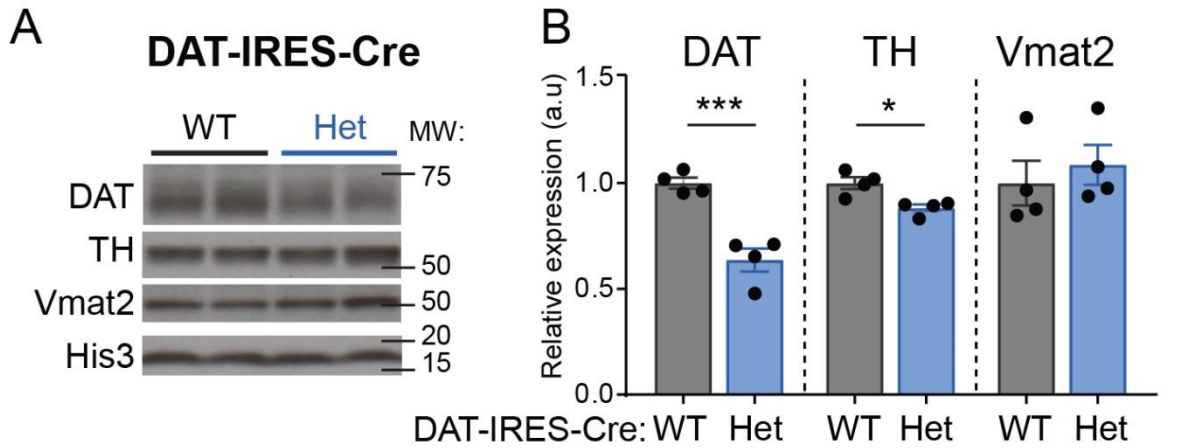 A
DAT-IRES-Cre
WT Het MW:
DAT
75
TH
50
Vmat2
50
His3
20
15
B
DAT TH Vmat2
Relative expression (a.u)
1.5
1.0
0.5
0.0
*** *
DAT-IRES-Cre: WT Het WT Het WT Het